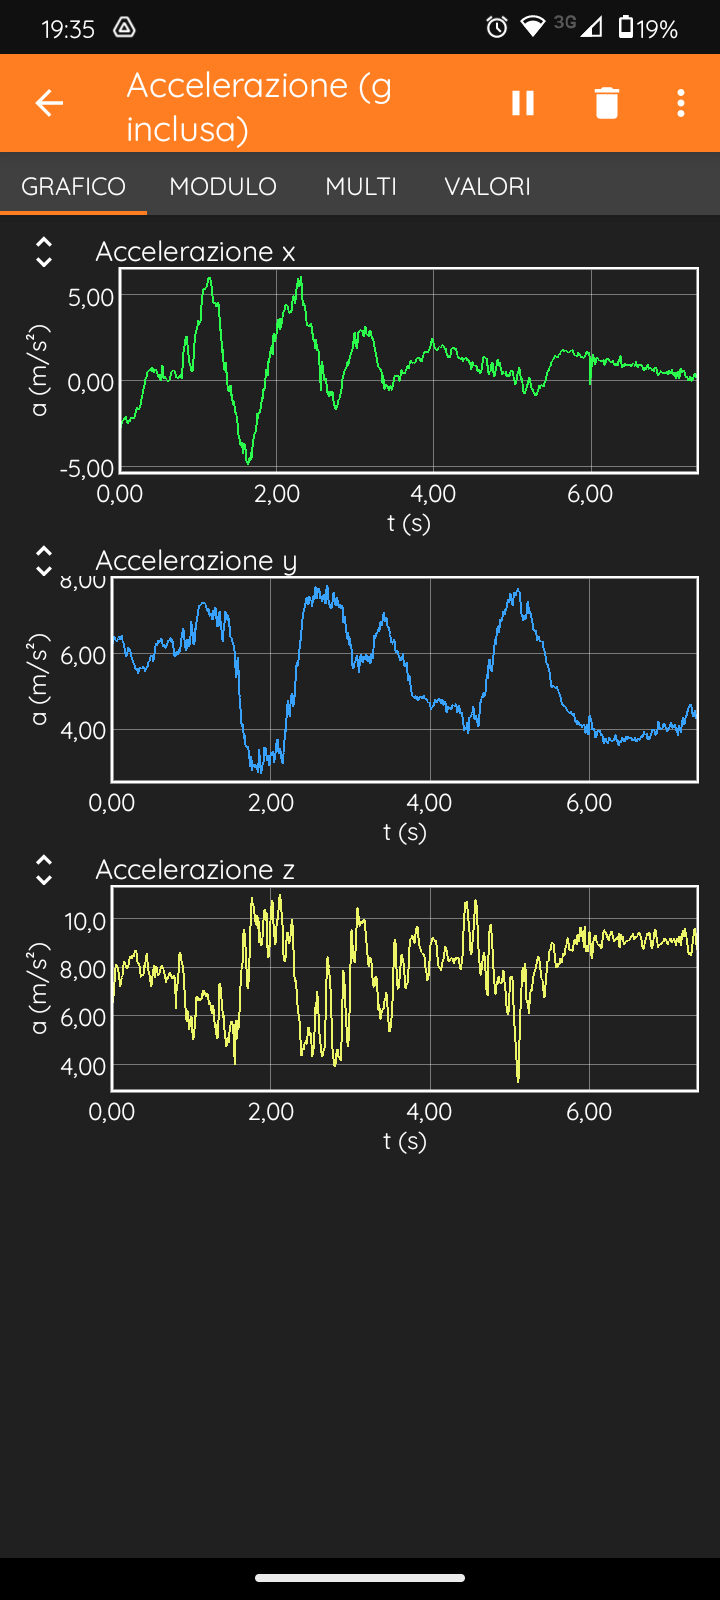 19:35 3G 19%
Accelerazione (g
inclusa)
GRAFICO MODULO MULTI VALORI
Accelerazione x
5,00
0,00
-5,00
a (m/s²)
0,00 2,00 4,00 6,00
t (s)
Accelerazione y
8,00
6,00
4,00
a (m/s²)
0,00 2,00 4,00 6,00
t (s)
Accelerazione z
10,0
8,00
6,00
4,00
a (m/s²)
0,00 2,00 4,00 6,00
t (s)